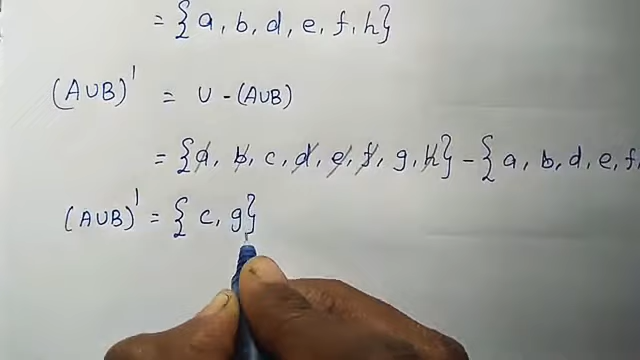 = {a, b, d, e, f, h}
(A∪B)' = U - (A∪B)
= {a, b, c, d, e, f, g, h} - {a, b, d, e, f,
(A∪B)' = {c, g}